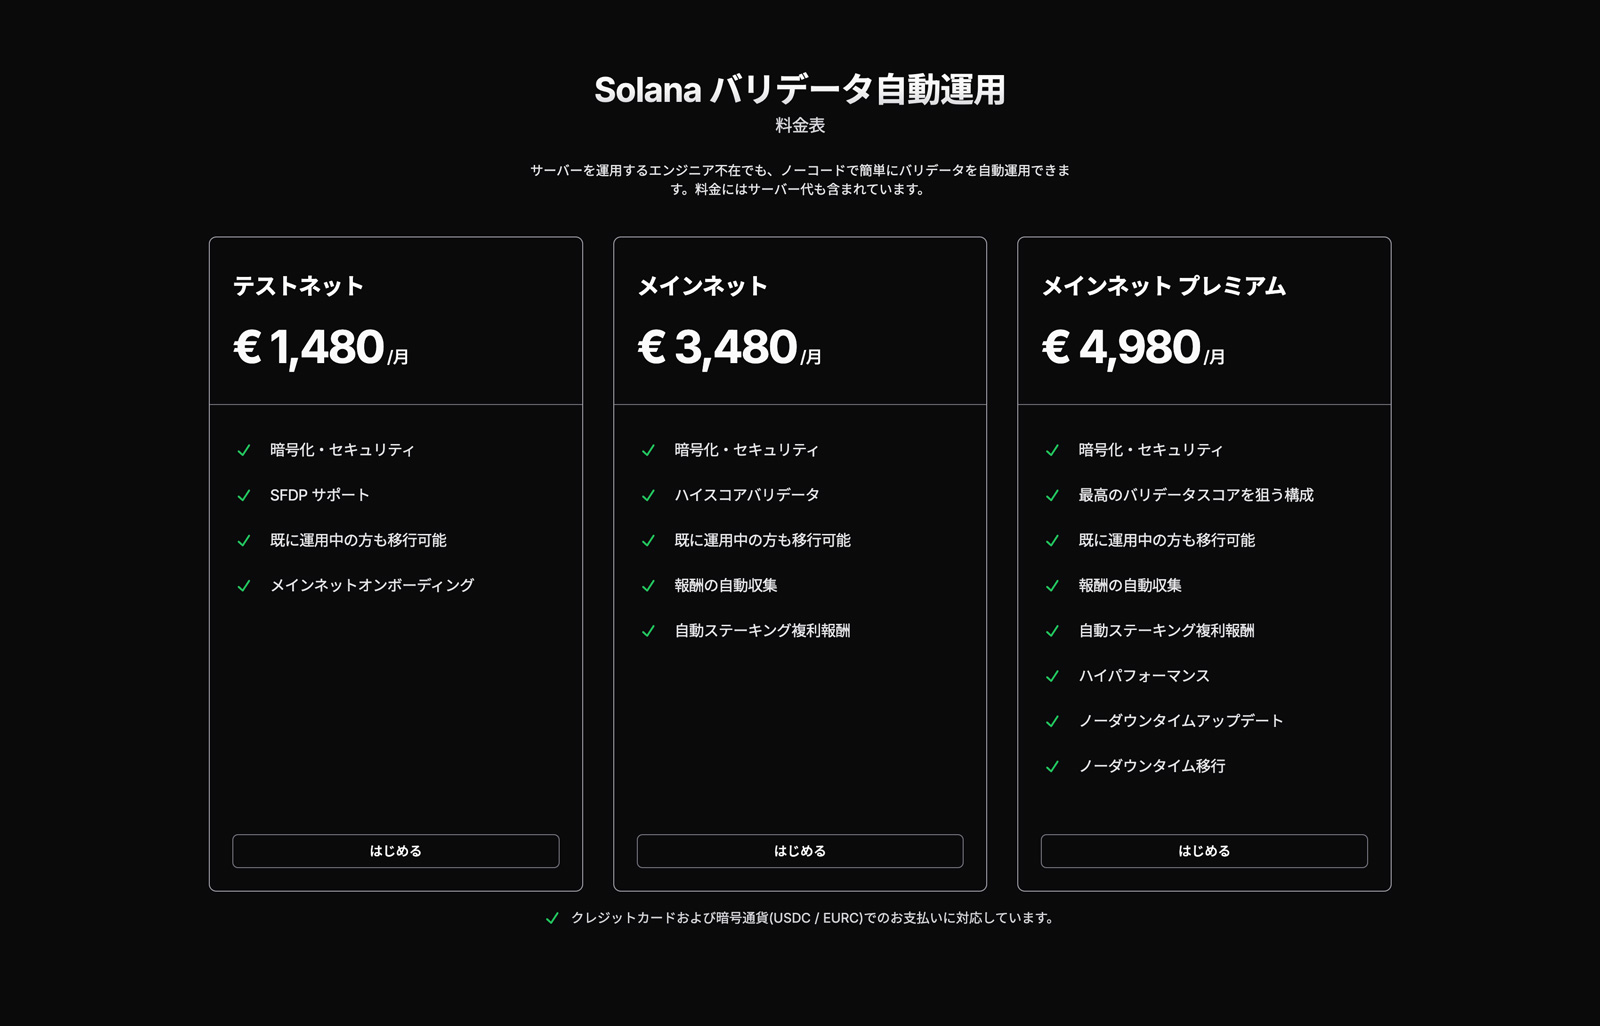 Solana バリデータ自動運用
料金表
サーバーを運用するエンジニア不在でも、ノーコードで簡単にバリデータを自動運用できま
す。料金にはサーバー代も含まれています。
テストネット
€ 1,480 /月
暗号化・セキュリティ
SFDP サポート
既に運用中の方も移行可能
メインネットオンボーディング
はじめる
メインネット
€ 3,480 /月
暗号化・セキュリティ
ハイスコアバリデータ
既に運用中の方も移行可能
報酬の自動収集
自動ステーキング複利報酬
はじめる
メインネット プレミアム
€ 4,980 /月
暗号化・セキュリティ
最高のバリデータスコアを狙う構成
既に運用中の方も移行可能
報酬の自動収集
自動ステーキング複利報酬
ハイパフォーマンス
ノーダウンタイムアップデート
ノーダウンタイム移行
はじめる
クレジットカードおよび暗号通貨(USDC / EURC)でのお支払いに対応しています。